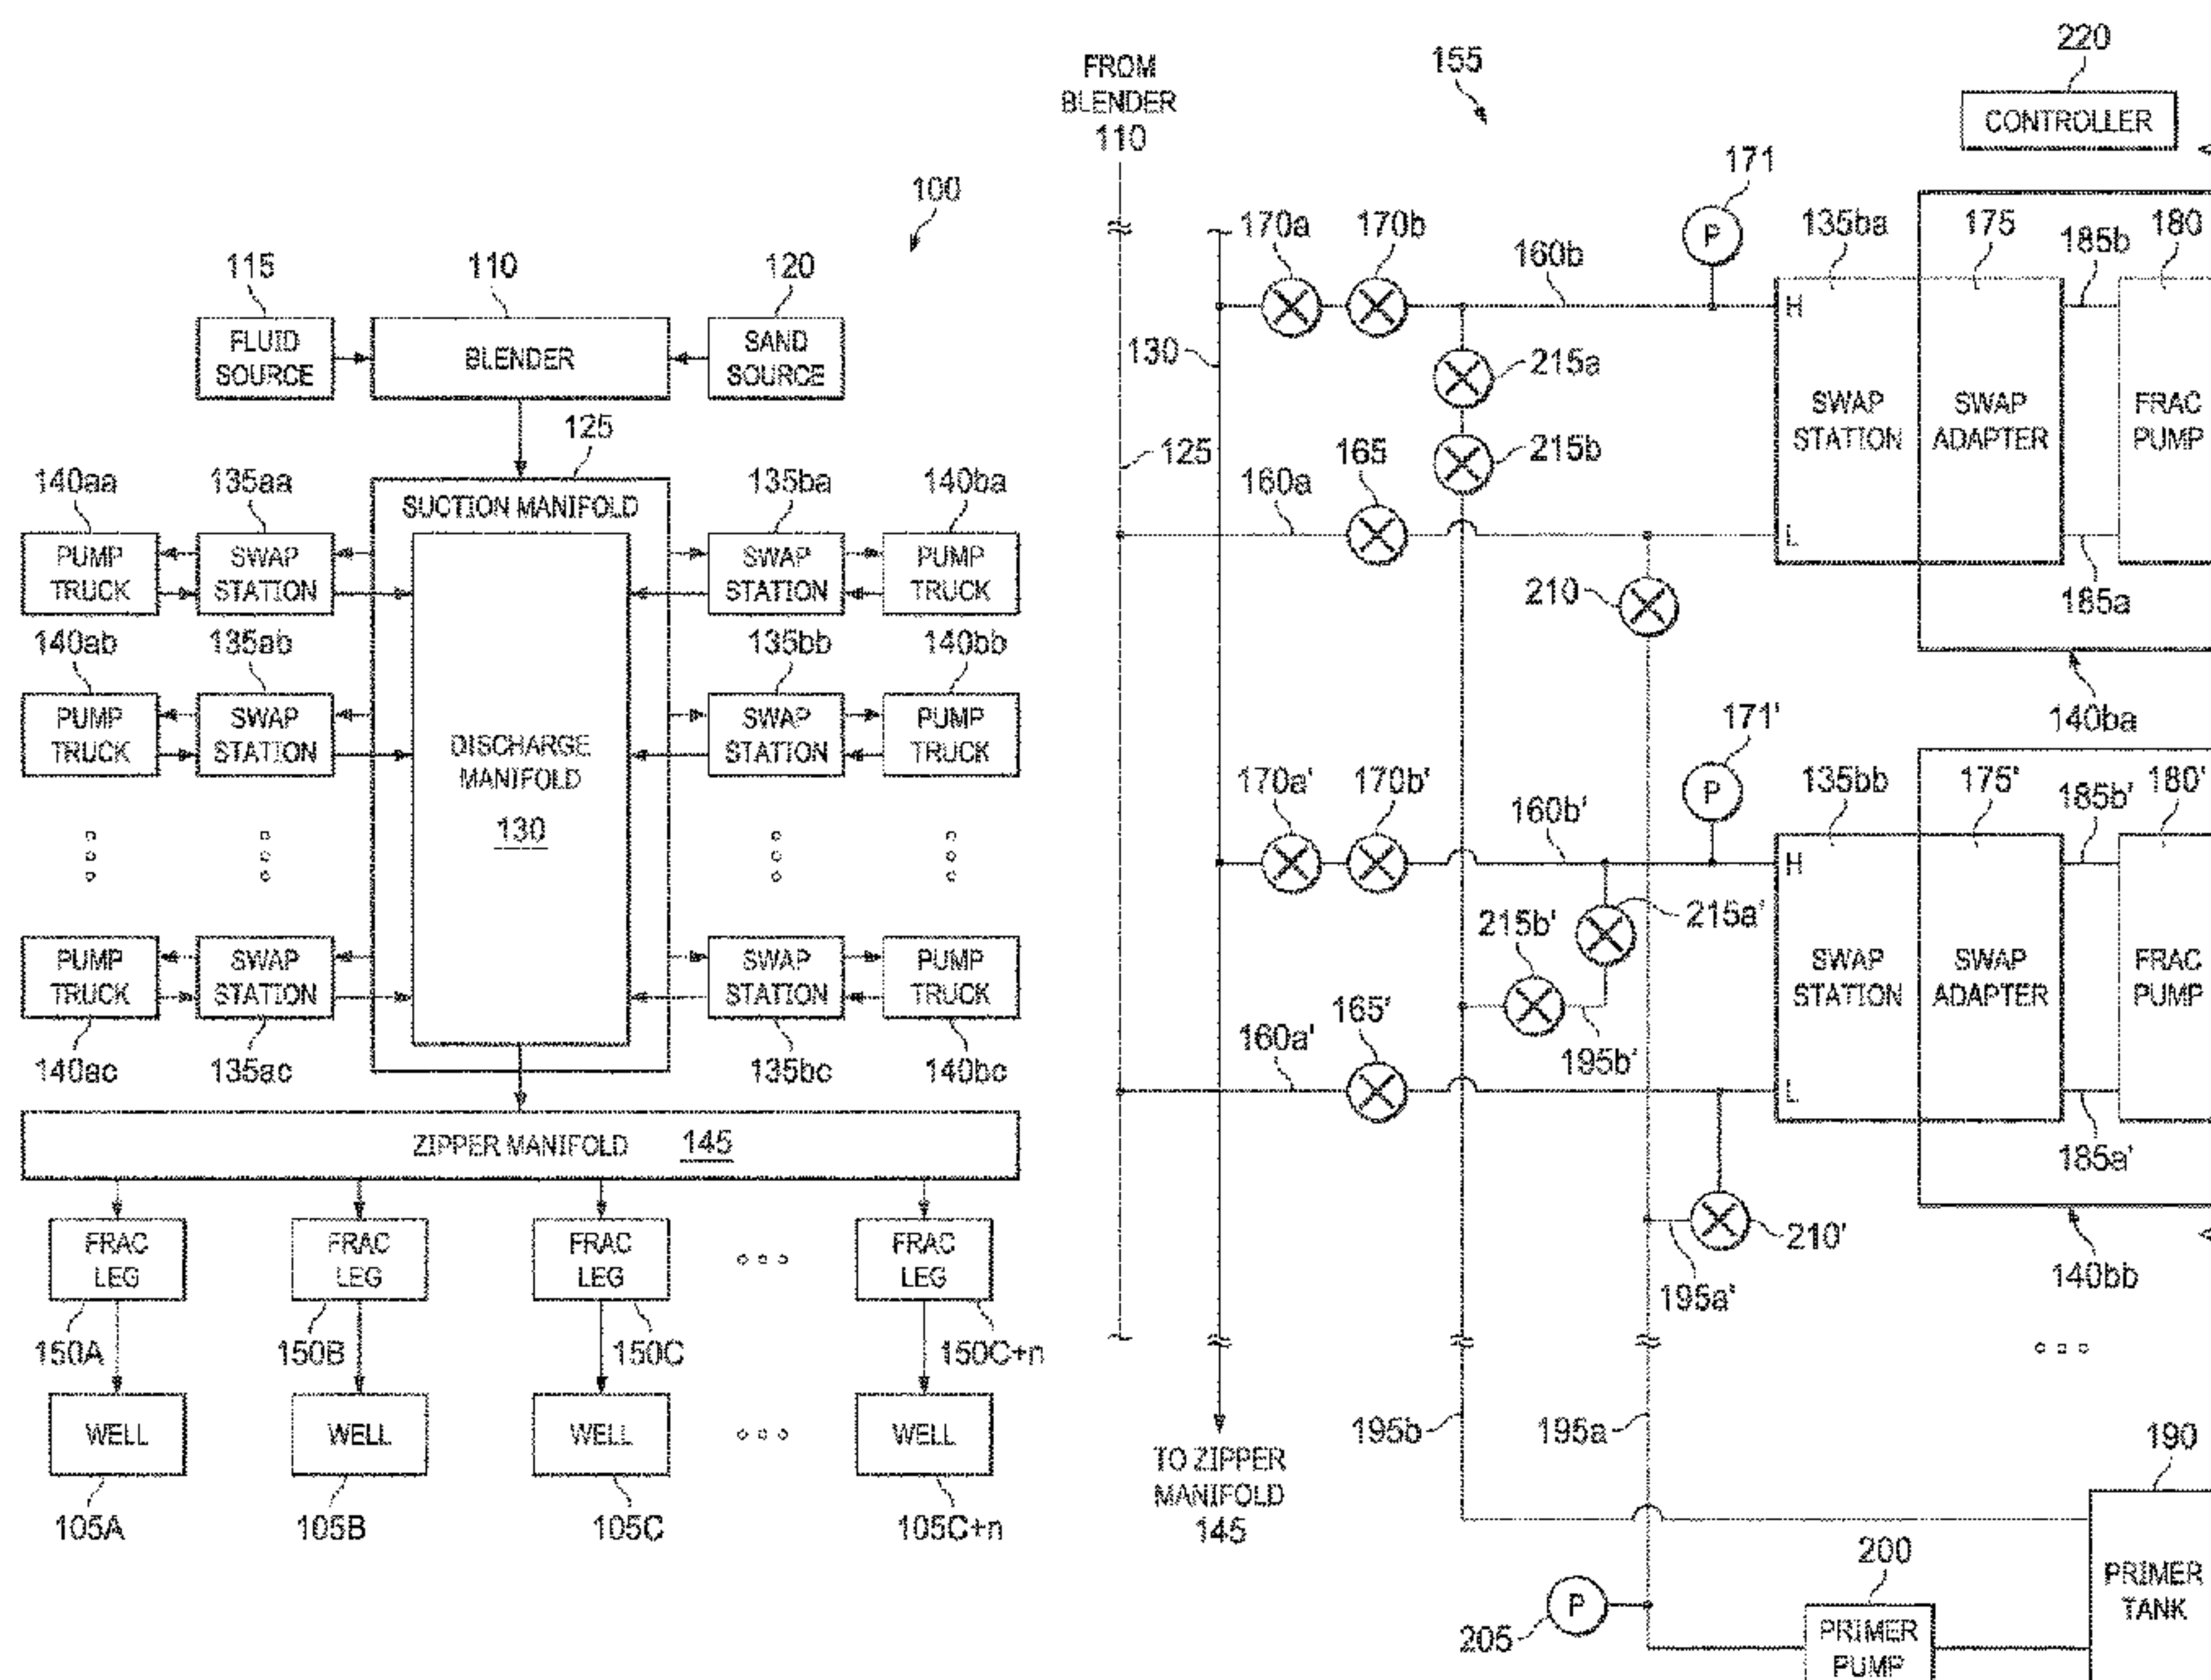 100
115
110
120
FLUID
SOURCE
BLENDER
SAND
SOURCE
125
140aa
135aa
SUCTION MANIFOLD
135ba
140ba
PUMP
TRUCK
SWAP
STATION
SWAP
STATION
PUMP
TRUCK
140ab
135ab
135bb
140bb
PUMP
TRUCK
SWAP
STATION
DISCHARGE
MANIFOLD
130
SWAP
STATION
PUMP
TRUCK
PUMP
TRUCK
SWAP
STATION
SWAP
STATION
PUMP
TRUCK
140ac
135ac
135bc
140bc
ZIPPER MANIFOLD 145
FRAC
LEG
FRAC
LEG
FRAC
LEG
FRAC
LEG
150A
150B
150C
150C+n
WELL
WELL
WELL
WELL
105A
105B
105C
105C+n
FROM
BLENDER
110
155
220
CONTROLLER
171
170a
170b
160b
P
135ba
175
185b
180
H
130
215a
SWAP
STATION
SWAP
ADAPTER
FRAC
PUMP
125
160a
165
215b
L
210
185a
140ba
171'
170a'
170b'
160b'
P
135bb
175'
185b'
180'
H
215b'
215a'
SWAP
STATION
SWAP
ADAPTER
FRAC
PUMP
160a'
165'
195b'
L
185a'
210'
195a'
140bb
195b
195a
190
TO ZIPPER
MANIFOLD
145
200
PRIMER
TANK
P
205
PRIMER
PUMP